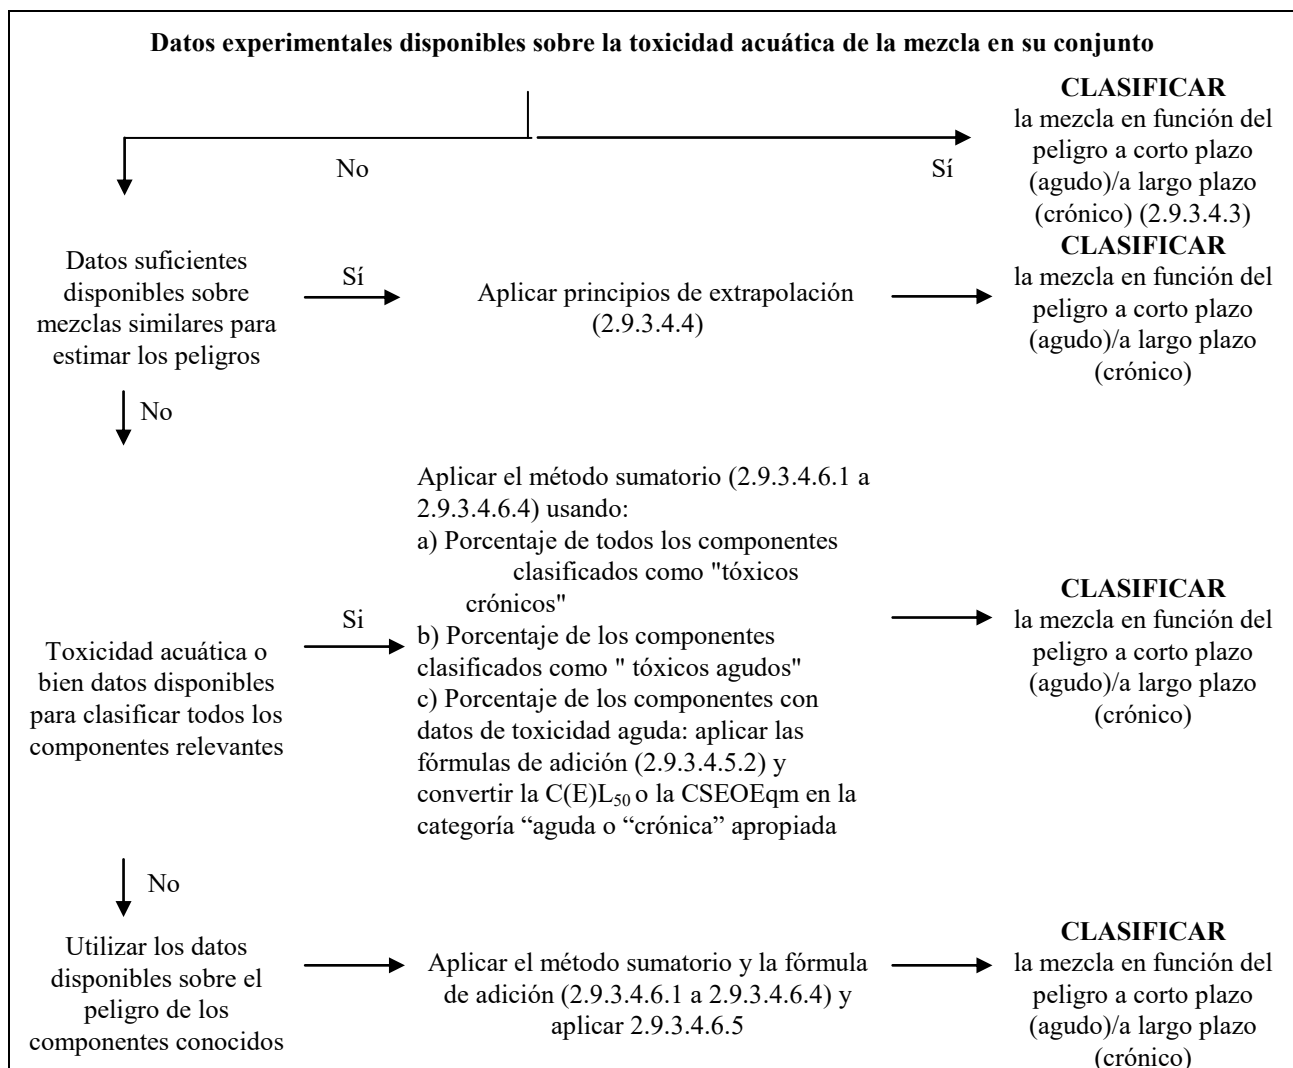 Datos experimentales disponibles sobre la toxicidad acuática de la mezcla en su conjunto
CLASIFICAR
la mezcla en función del
peligro a corto plazo
(agudo)/a largo plazo
(crónico) (2.9.3.4.3)
No
Sí
Datos suficientes
disponibles sobre
mezclas similares para
estimar los peligros
Sí
Aplicar principios de extrapolación
(2.9.3.4.4)
CLASIFICAR
la mezcla en función del
peligro a corto plazo
(agudo)/a largo plazo
(crónico)
No
Toxicidad acuática o
bien datos disponibles
para clasificar todos los
componentes relevantes
Si
Aplicar el método sumatorio (2.9.3.4.6.1 a
2.9.3.4.6.4) usando:
a) Porcentaje de todos los componentes
clasificados como "tóxicos
crónicos"
b) Porcentaje de los componentes
clasificados como " tóxicos agudos"
c) Porcentaje de los componentes con
datos de toxicidad aguda: aplicar las
fórmulas de adición (2.9.3.4.5.2) y
convertir la C(E)L₅₀ o la CSEOEqm en la
categoría “aguda o “crónica” apropiada
CLASIFICAR
la mezcla en función del
peligro a corto plazo
(agudo)/a largo plazo
(crónico)
No
Utilizar los datos
disponibles sobre el
peligro de los
componentes conocidos
Aplicar el método sumatorio y la fórmula
de adición (2.9.3.4.6.1 a 2.9.3.4.6.4) y
aplicar 2.9.3.4.6.5
CLASIFICAR
la mezcla en función del
peligro a corto plazo
(agudo)/a largo plazo
(crónico)